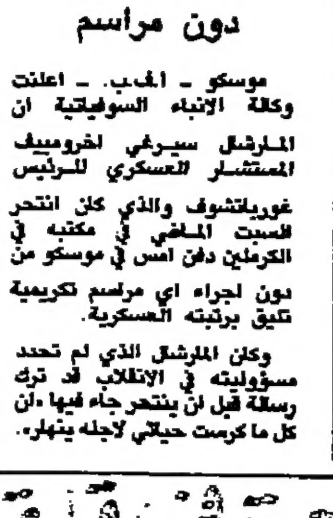 دون مراسم
موسكو ـ اف.ب. ـ اعلنت
وكالة الانباء السوفياتية ان
المارشال سيرغي اخرومييف
المستشار العسكري للرئيس
غورباتشوف والذي كان انتحر
السبت الماضي في مكتبه في
الكرملين دفن امس في موسكو من
دون اجراء اي مراسم تكريمية
تليق برتبته العسكرية.
وكان المارشال الذي لم تحدد
مسؤوليته في الانقلاب قد ترك
رسالة قبل ان ينتحر جاء فيها «ان
كل ما كرست حياتي لاجله ينهار».